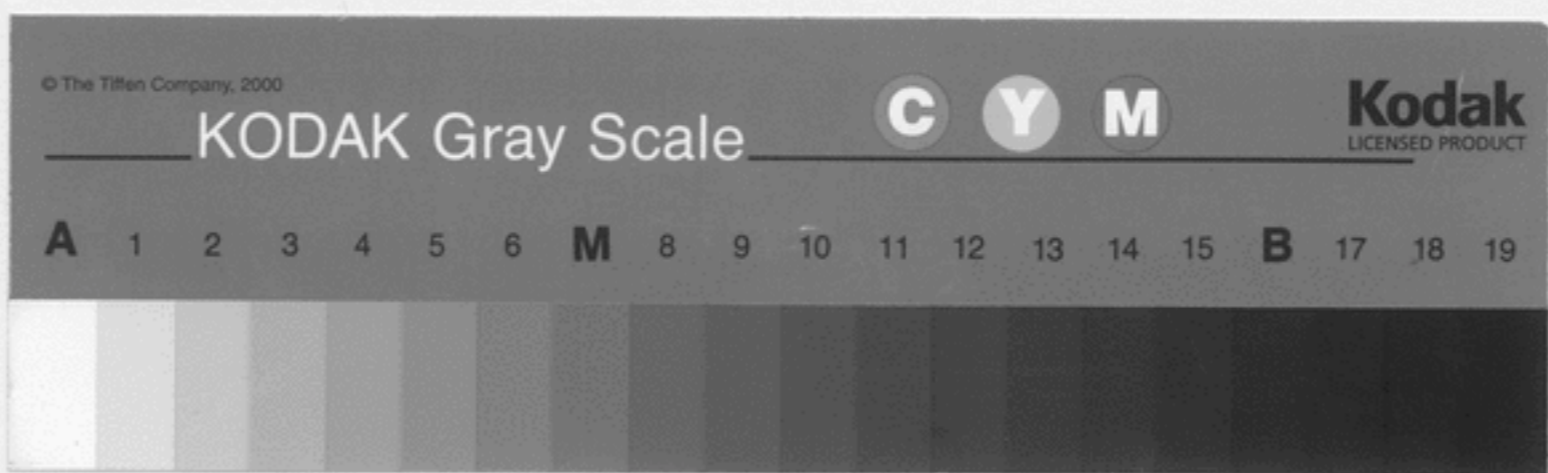 © The Tiffen Company, 2000
KODAK Gray Scale
C Y M
Kodak
LICENSED PRODUCT
A 1 2 3 4 5 6 M 8 9 10 11 12 13 14 15 B 17 18 19